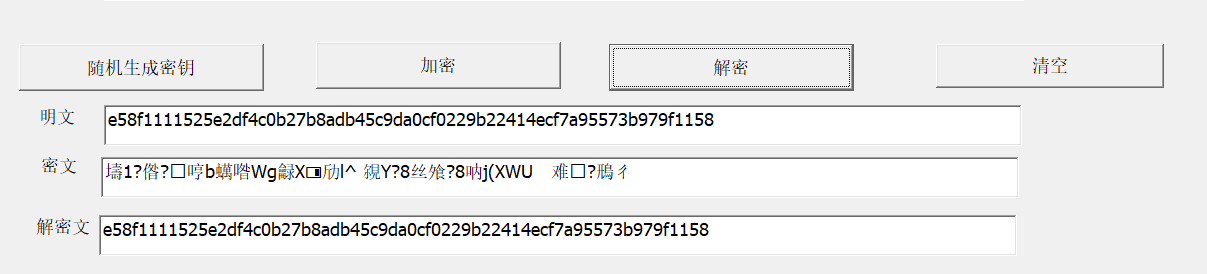 随机生成密钥 加密 解密 清空
明文 e58f1111525e2df4c0b27b8adb45c9da0cf0229b22414ecf7a95573b979f1158
密文
解密文 e58f1111525e2df4c0b27b8adb45c9da0cf0229b22414ecf7a95573b979f1158